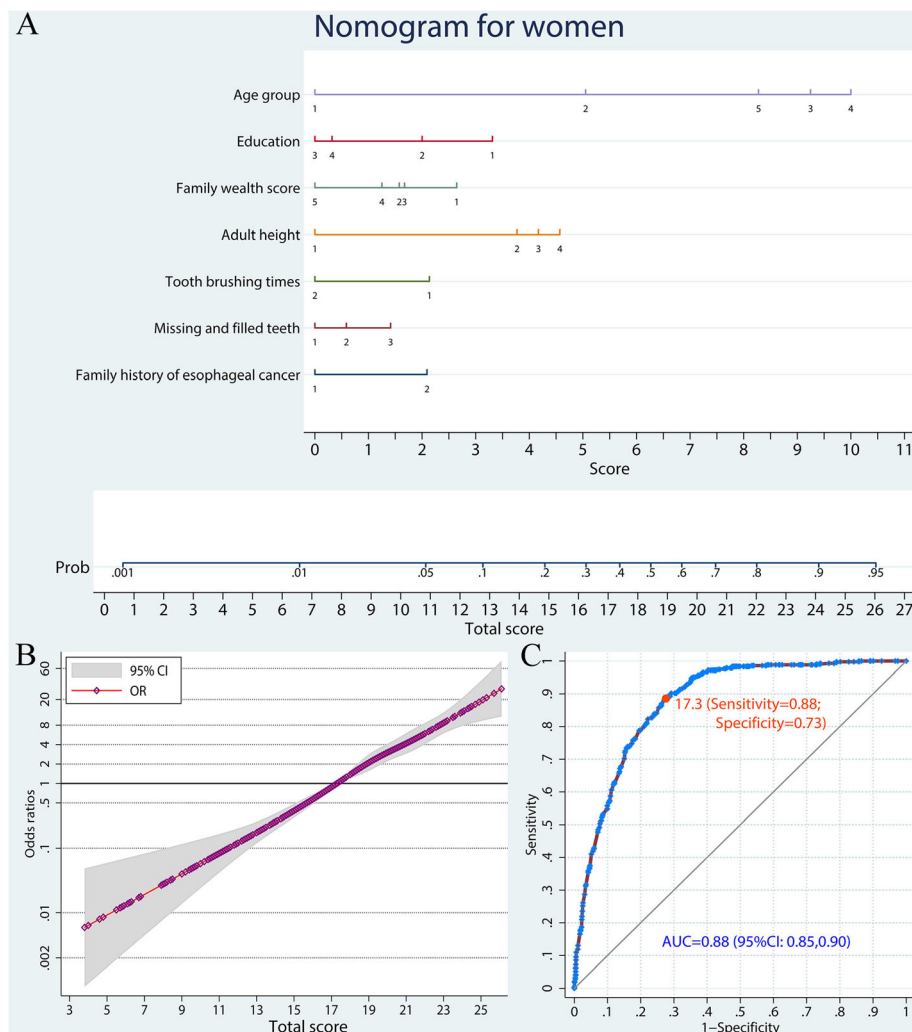 A
Nomogram for women
Age group
1 2 5 3 4
Education
3 4 2 1
Family wealth score
5 4 2 3 1
Adult height
1 2 3 4
Tooth brushing times
2 1
Missing and filled teeth
1 2 3
Family history of esophageal cancer
1 2
0 1 2 3 4 5 6 7 8 9 10 11
Score
Prob
.001 .01 .05 .1 .2 .3 .4 .5 .6 .7 .8 .9 .95
0 1 2 3 4 5 6 7 8 9 10 11 12 13 14 15 16 17 18 19 20 21 22 23 24 25 26 27
Total score
B
95% CI
OR
Odds ratios
60
20
8
4
2
1
.5
.1
.01
.002
3 5 7 9 11 13 15 17 19 21 23 25
Total score
C
Sensitivity
1
.9
.8
.7
.6
.5
.4
.3
.2
.1
0
17.3 (Sensitivity=0.88;
Specificity=0.73)
AUC=0.88 (95%CI: 0.85,0.90)
0 .1 .2 .3 .4 .5 .6 .7 .8 .9 1
1−Specificity